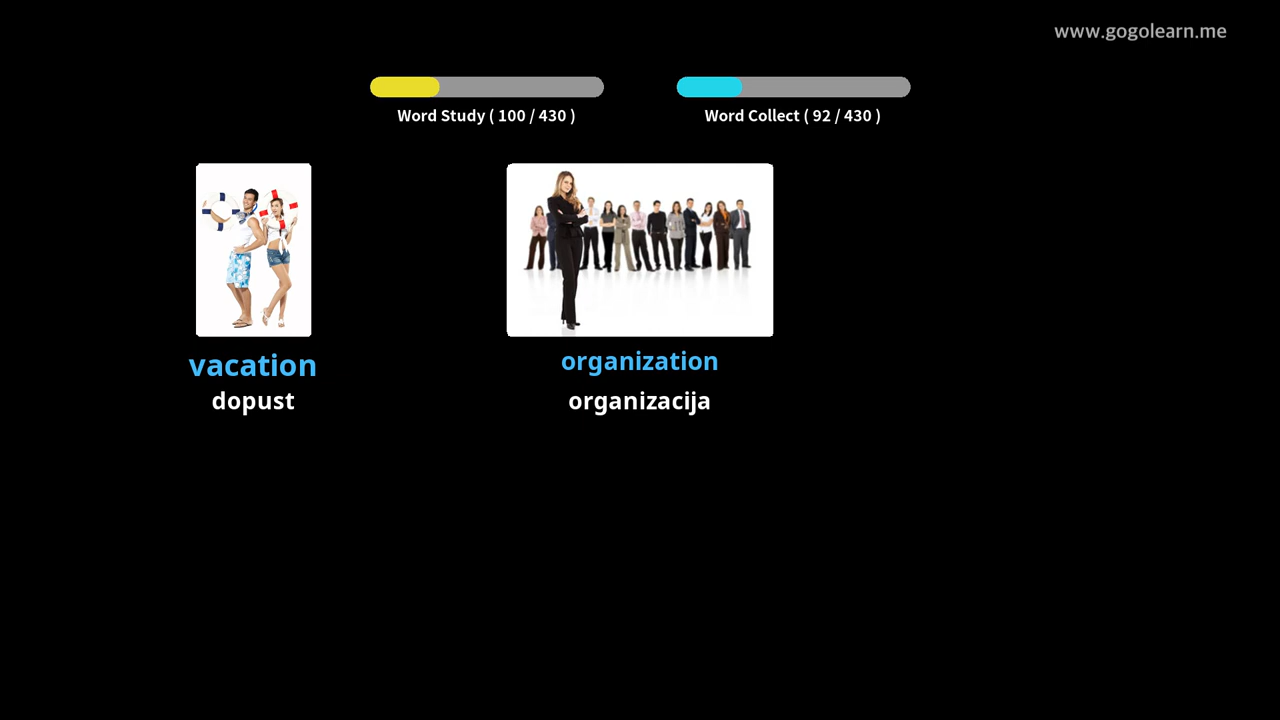 www.gogolearn.me
Word Study ( 100 / 430 )
Word Collect ( 92 / 430 )
vacation
dopust
organization
organizacija